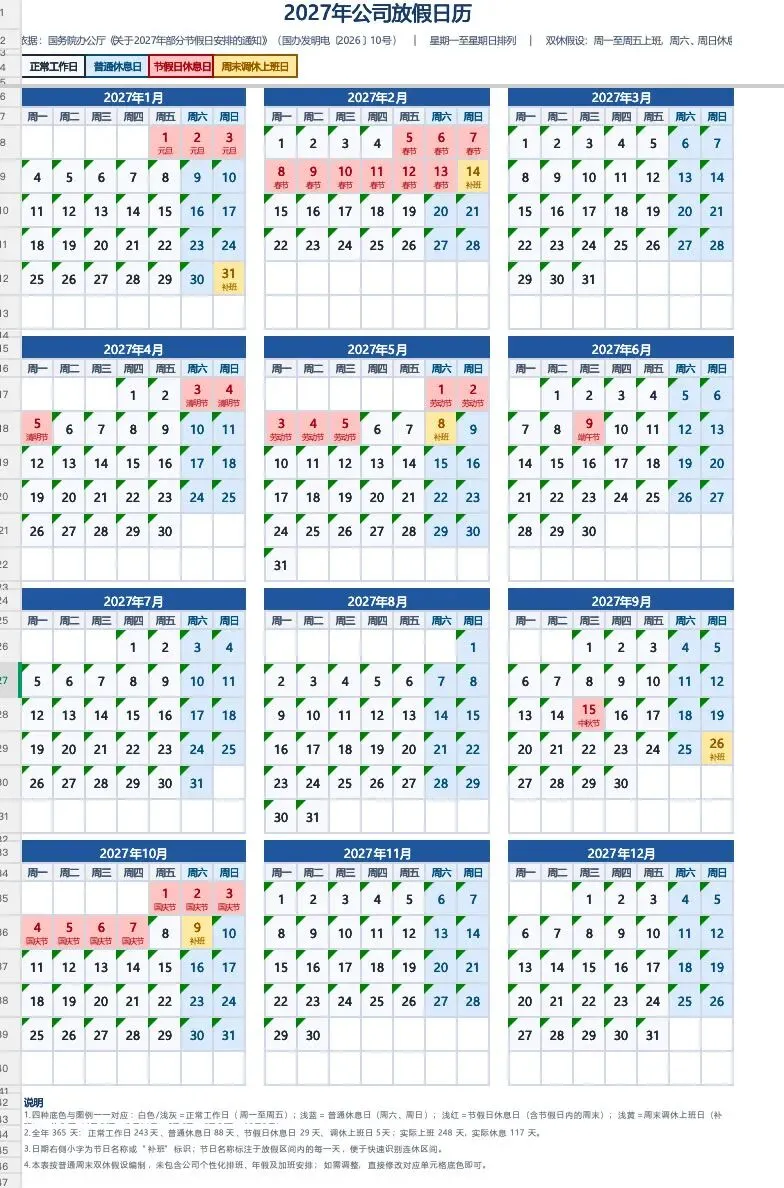 2027年公司放假日历
依据：国务院办公厅《关于2027年部分节假日安排的通知》（国办发明电〔2026〕10号） | 星期一至星期日排列 | 双休假设：周一至周五上班，周六、周日休息
正常工作日 普通休息日 节假日休息日 周末调休上班日
2027年1月
周一 周二 周三 周四 周五 周六 周日
1 2 3
元旦 元旦 元旦
4 5 6 7 8 9 10
11 12 13 14 15 16 17
18 19 20 21 22 23 24
25 26 27 28 29 30 31
补班
2027年2月
周一 周二 周三 周四 周五 周六 周日
1 2 3 4 5 6 7
春节 春节 春节
8 9 10 11 12 13 14
春节 春节 春节 春节 春节 春节 补班
15 16 17 18 19 20 21
22 23 24 25 26 27 28
2027年3月
周一 周二 周三 周四 周五 周六 周日
1 2 3 4 5 6 7
8 9 10 11 12 13 14
15 16 17 18 19 20 21
22 23 24 25 26 27 28
29 30 31
2027年4月
周一 周二 周三 周四 周五 周六 周日
1 2 3 4
清明节 清明节
5 6 7 8 9 10 11
清明节
12 13 14 15 16 17 18
19 20 21 22 23 24 25
26 27 28 29 30
2027年5月
周一 周二 周三 周四 周五 周六 周日
1 2
劳动节 劳动节
3 4 5 6 7 8 9
劳动节 劳动节 劳动节 补班
10 11 12 13 14 15 16
17 18 19 20 21 22 23
24 25 26 27 28 29 30
31
2027年6月
周一 周二 周三 周四 周五 周六 周日
1 2 3 4 5 6
7 8 9 10 11 12 13
端午节
14 15 16 17 18 19 20
21 22 23 24 25 26 27
28 29 30
2027年7月
周一 周二 周三 周四 周五 周六 周日
1 2 3 4
5 6 7 8 9 10 11
12 13 14 15 16 17 18
19 20 21 22 23 24 25
26 27 28 29 30 31
2027年8月
周一 周二 周三 周四 周五 周六 周日
1
2 3 4 5 6 7 8
9 10 11 12 13 14 15
16 17 18 19 20 21 22
23 24 25 26 27 28 29
30 31
2027年9月
周一 周二 周三 周四 周五 周六 周日
1 2 3 4 5
6 7 8 9 10 11 12
13 14 15 16 17 18 19
中秋节
20 21 22 23 24 25 26
补班
27 28 29 30
2027年10月
周一 周二 周三 周四 周五 周六 周日
1 2 3
国庆节 国庆节 国庆节
4 5 6 7 8 9 10
国庆节 国庆节 国庆节 国庆节 补班
11 12 13 14 15 16 17
18 19 20 21 22 23 24
25 26 27 28 29 30 31
2027年11月
周一 周二 周三 周四 周五 周六 周日
1 2 3 4 5 6 7
8 9 10 11 12 13 14
15 16 17 18 19 20 21
22 23 24 25 26 27 28
29 30
2027年12月
周一 周二 周三 周四 周五 周六 周日
1 2 3 4 5
6 7 8 9 10 11 12
13 14 15 16 17 18 19
20 21 22 23 24 25 26
27 28 29 30 31
说明
1.四种底色与图例一一对应：白色/浅灰=正常工作日（周一至周五）；浅蓝=普通休息日（周六、周日）；浅红=节假日休息日（含节假日内的周末）；浅黄=周末调休上班日（补
2.全年 365 天：正常工作日 243天、普通休息日 88天、节假日休息日 29天、调休上班日 5天；实际上班 248 天，实际休息 117 天。
3.日期右侧小字为节日名称或“补班”标识；节日名称标注于放假区间内的每一天，便于快速识别连休区间。
4.本表按普通周末双休假设编制，未包含公司个性化排班、年假及加班安排；如需调整，直接修改对应单元格底色即可。